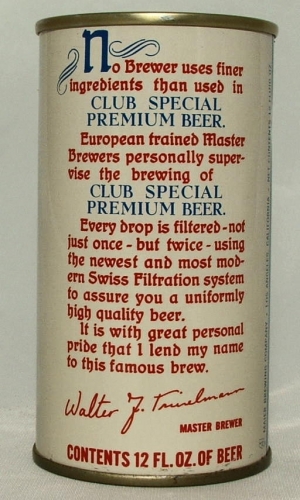 No Brewer uses finer
ingredients than used in
CLUB SPECIAL
PREMIUM BEER.
European trained Master
Brewers personally super-
vise the brewing of
CLUB SPECIAL
PREMIUM BEER.
Every drop is filtered-not
just once - but twice - using
the newest and most mod-
ern Swiss Filtration system
to assure you a uniformly
high quality beer.
It is with great personal
pride that I lend my name
to this famous brew.
Walter J.
MASTER BREWER
CONTENTS 12 FL. OZ. OF BEER